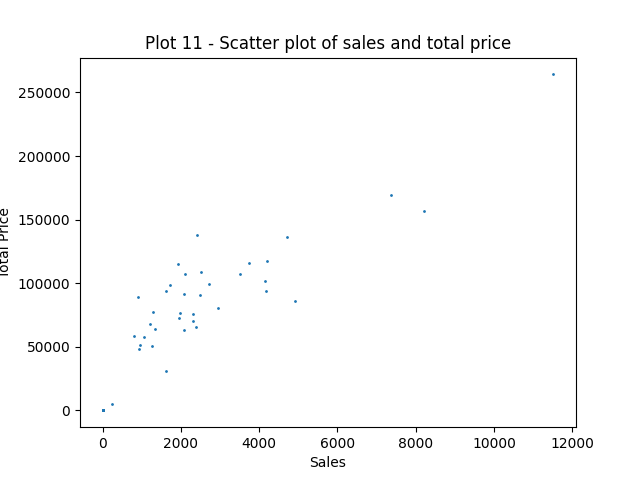 Plot 11 - Scatter plot of sales and total price
250000
200000
150000
100000
50000
0
Total Price
0 2000 4000 6000 8000 10000 12000
Sales